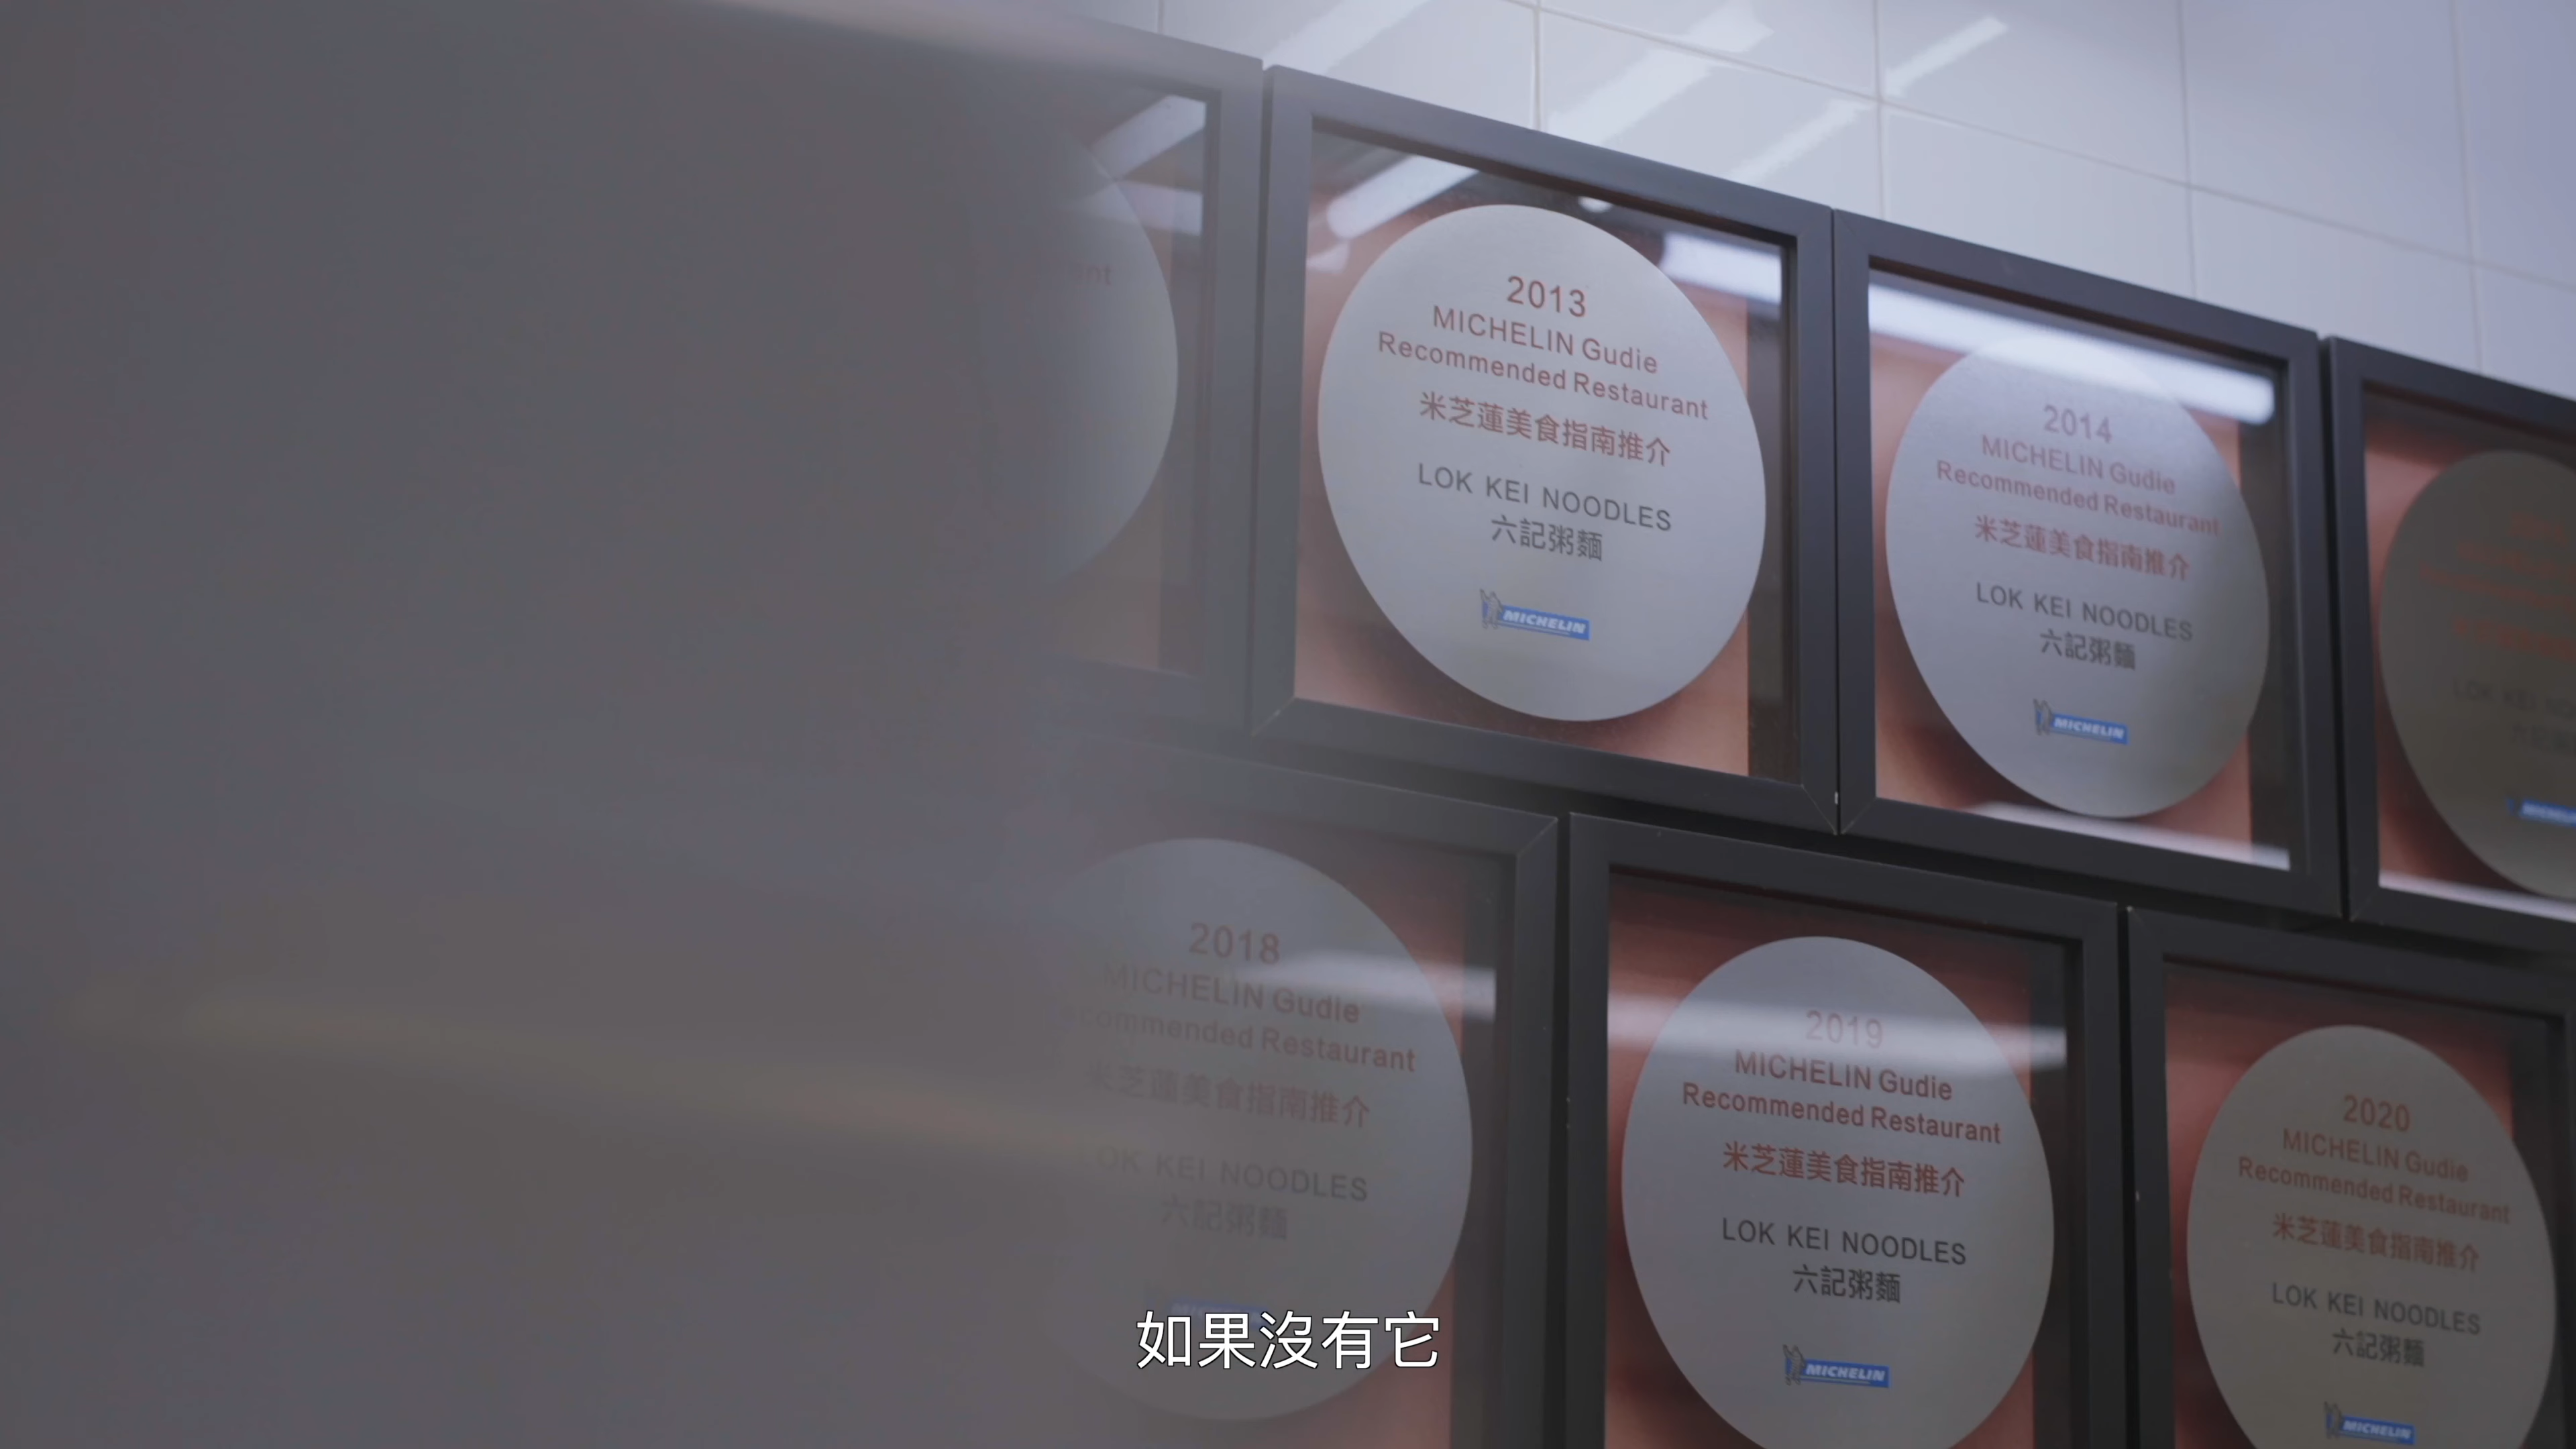 ant
2013
MICHELIN Gudie
Recommended Restaurant
米芝蓮美食指南推介
LOK KEI NOODLES
六記粥麵
MICHELIN
2014
MICHELIN Gudie
Recommended Restaurant
米芝蓮美食指南推介
LOK KEI NOODLES
六記粥麵
MICHELIN
2018
MICHELIN Gudie
commended Restaurant
米芝蓮美食指南推介
OK KEI NOODLES
六記粥麵
MICHELIN
2019
MICHELIN Gudie
Recommended Restaurant
米芝蓮美食指南推介
LOK KEI NOODLES
六記粥麵
MICHELIN
2020
MICHELIN Gudie
Recommended Restaurant
米芝蓮美食指南推介
LOK KEI NOODLES
六記粥麵
MICHELIN
如果沒有它